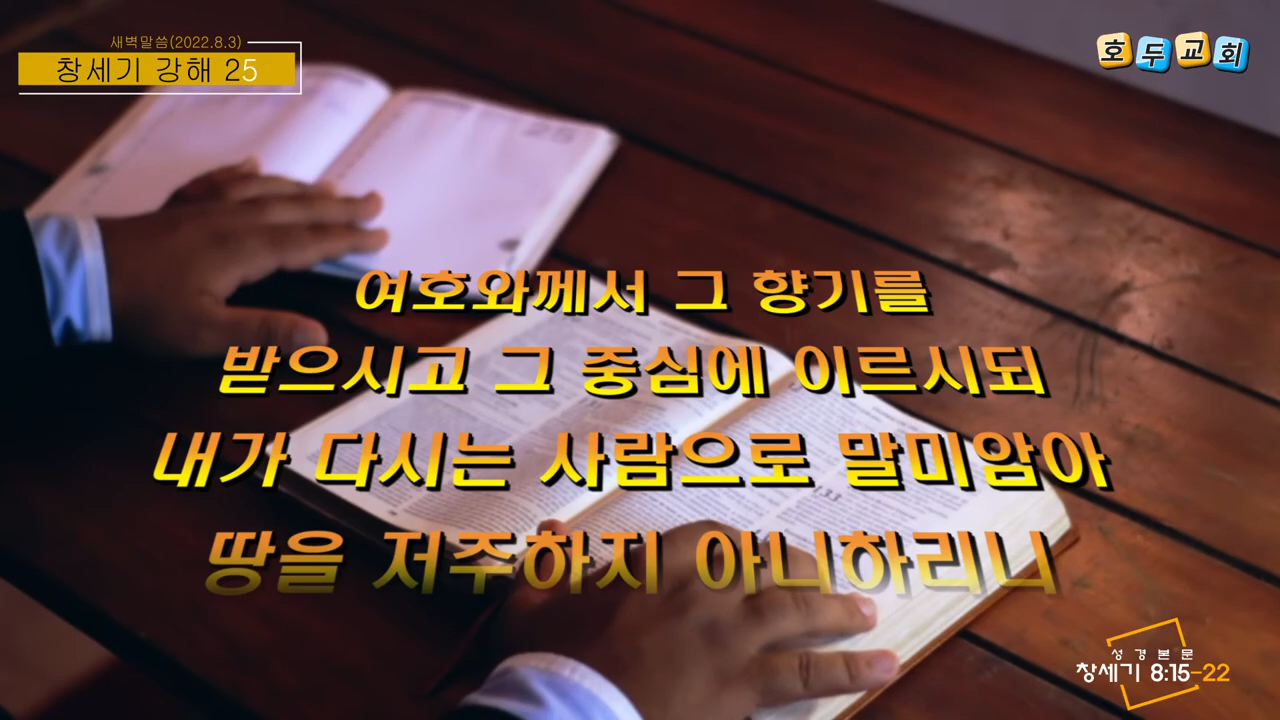 새벽말씀(2022.8.3)
창세기 강해 25
호두교회
여호와께서 그 향기를
받으시고 그 중심에 이르시되
내가 다시는 사람으로 말미암아
땅을 저주하지 아니하리니
성경본문
창세기 8:15-22